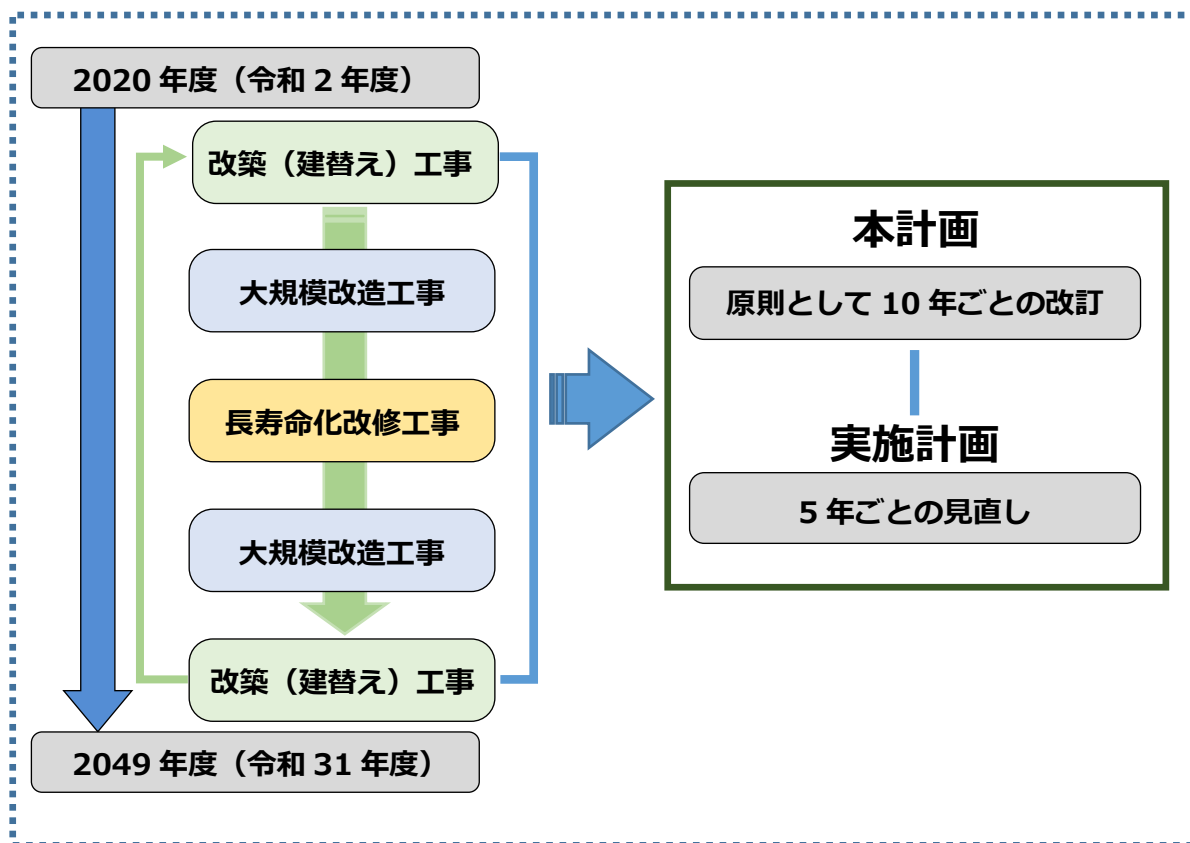 2020 年度（令和 2 年度）
改築（建替え）工事
大規模改造工事
長寿命化改修工事
大規模改造工事
改築（建替え）工事
2049 年度（令和 31 年度）
本計画
原則として 10 年ごとの改訂
実施計画
5 年ごとの見直し